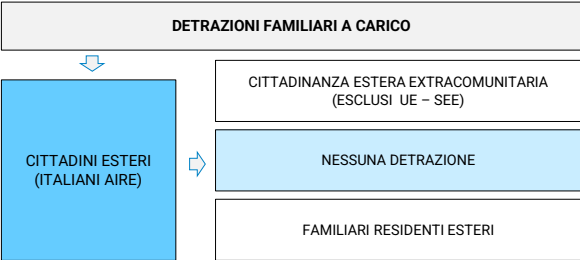 DETRAZIONI FAMILIARI A CARICO
CITTADINI ESTERI
(ITALIANI AIRE)
CITTADINANZA ESTERA EXTRACOMUNITARIA
(ESCLUSI UE – SEE)
NESSUNA DETRAZIONE
FAMILIARI RESIDENTI ESTERI